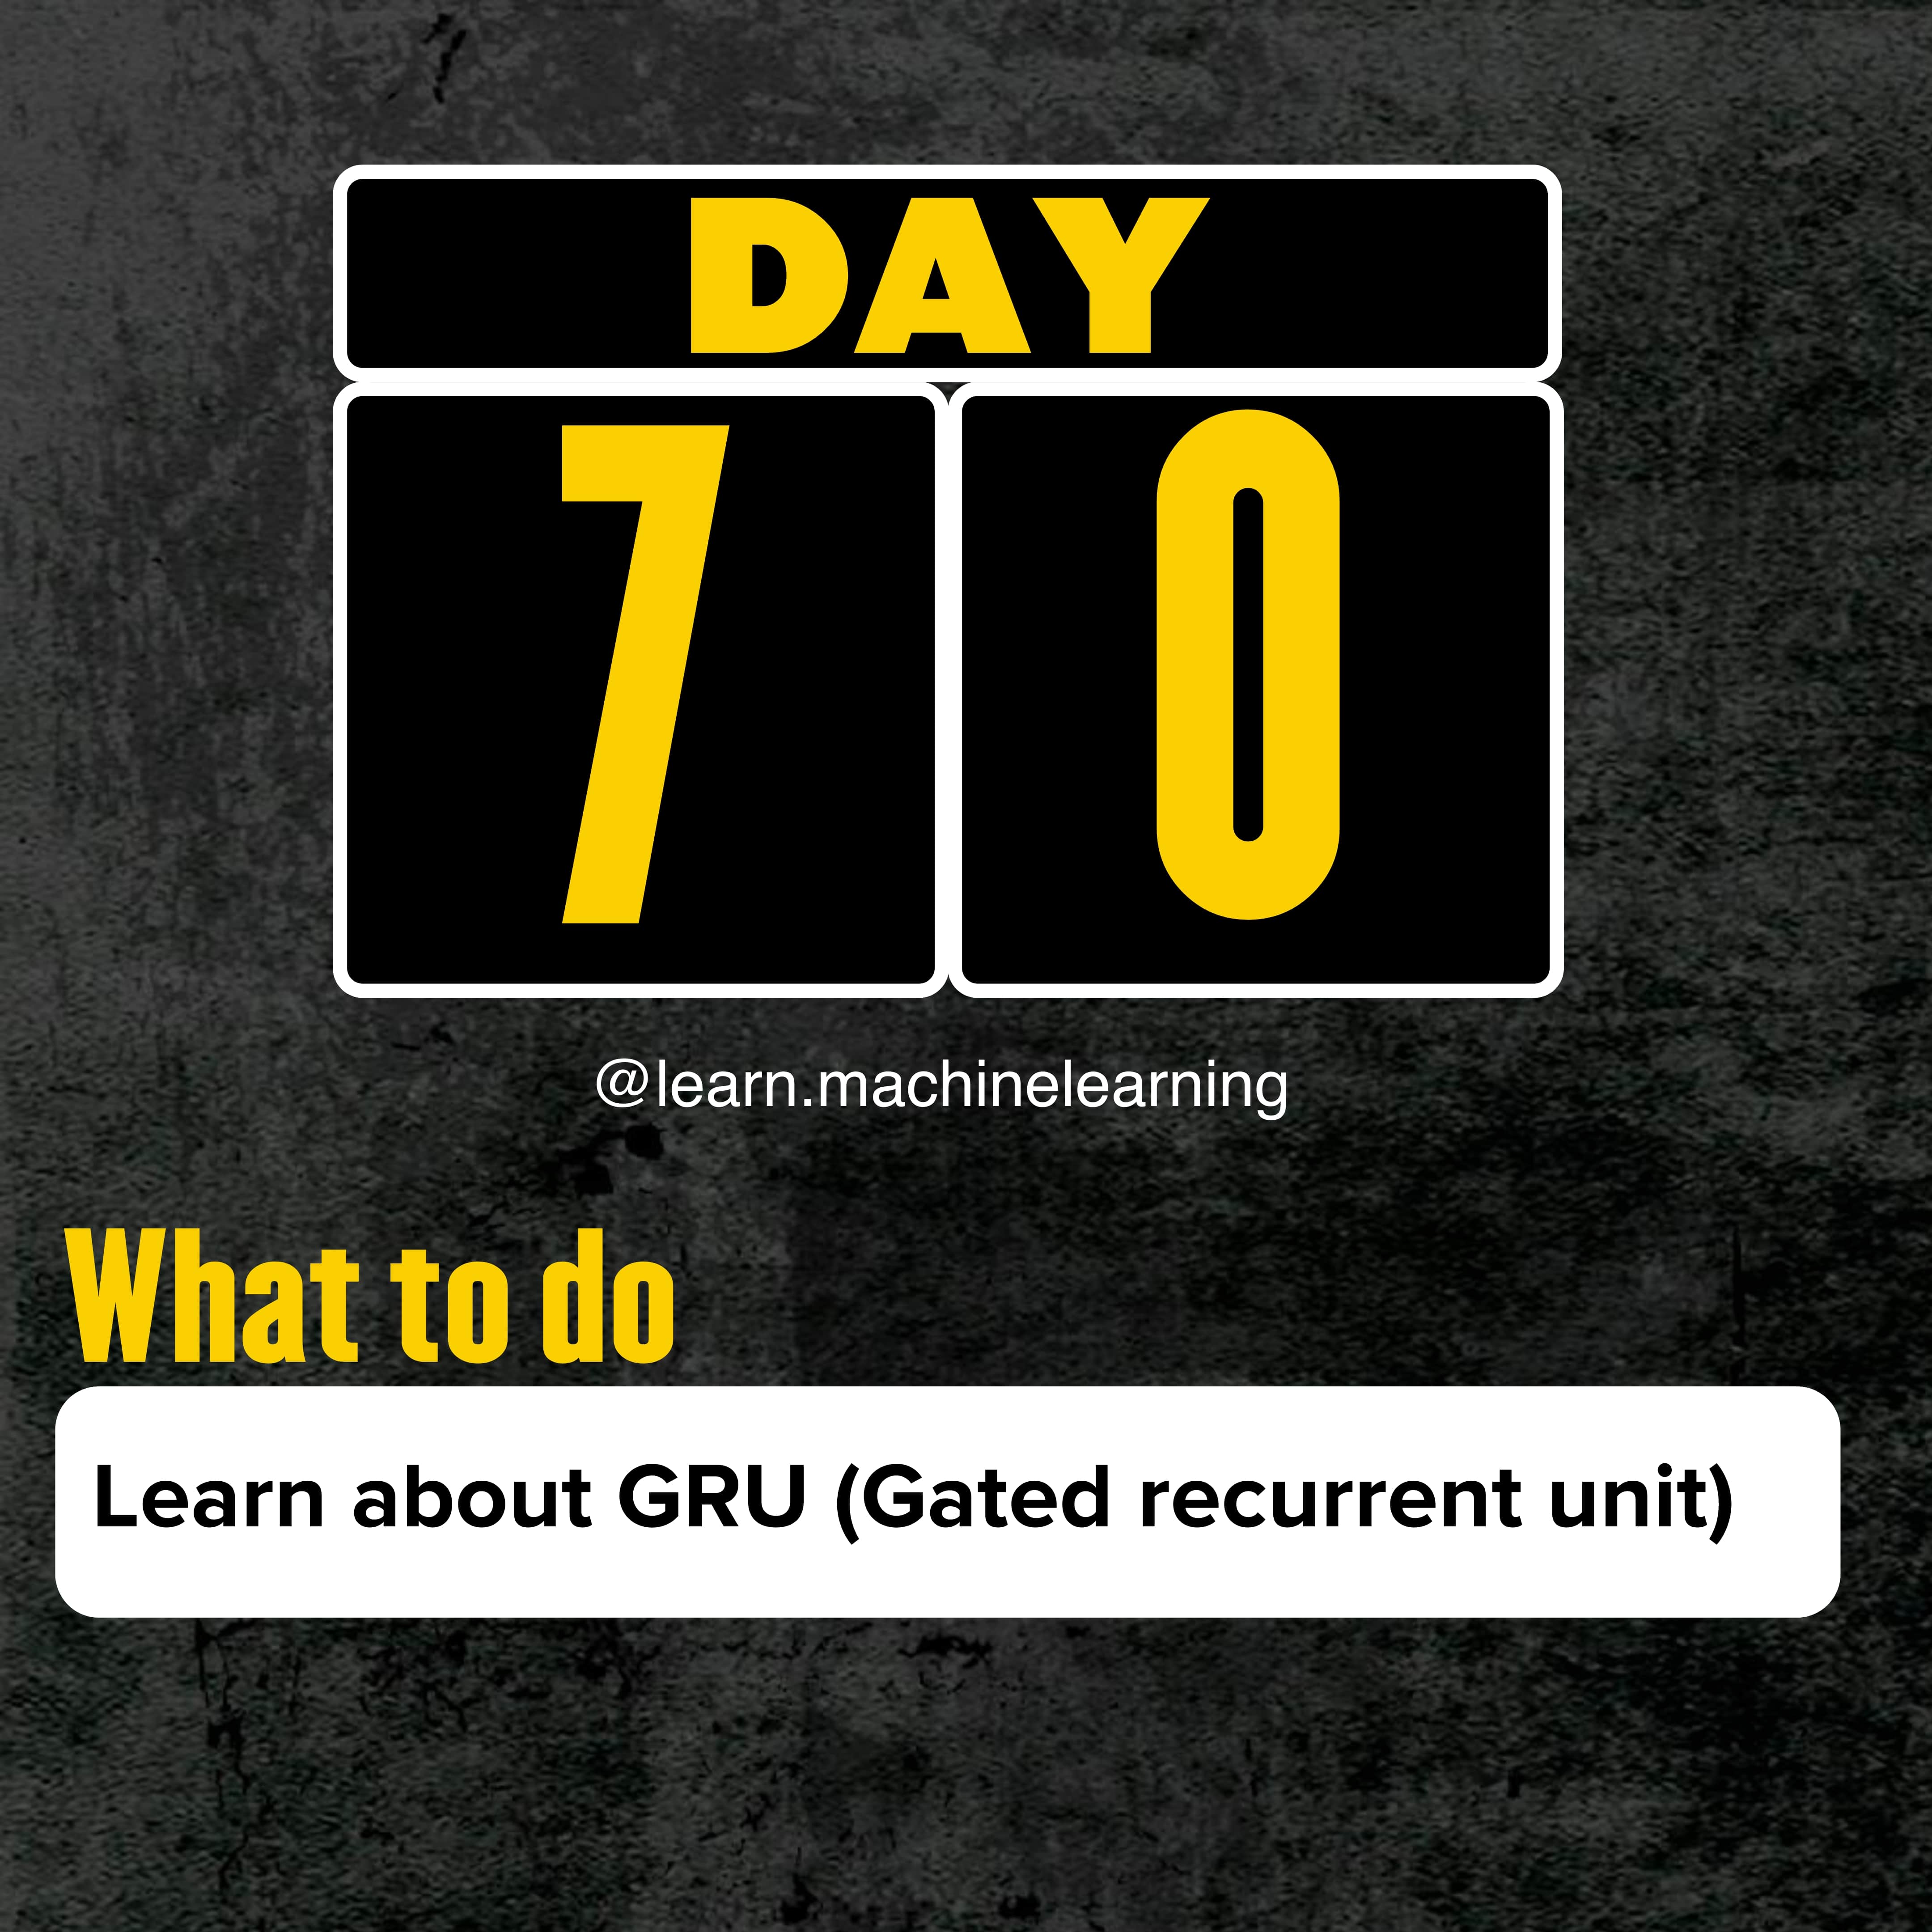 DAY
7 0
@learn.machinelearning
What to do
Learn about GRU (Gated recurrent unit)